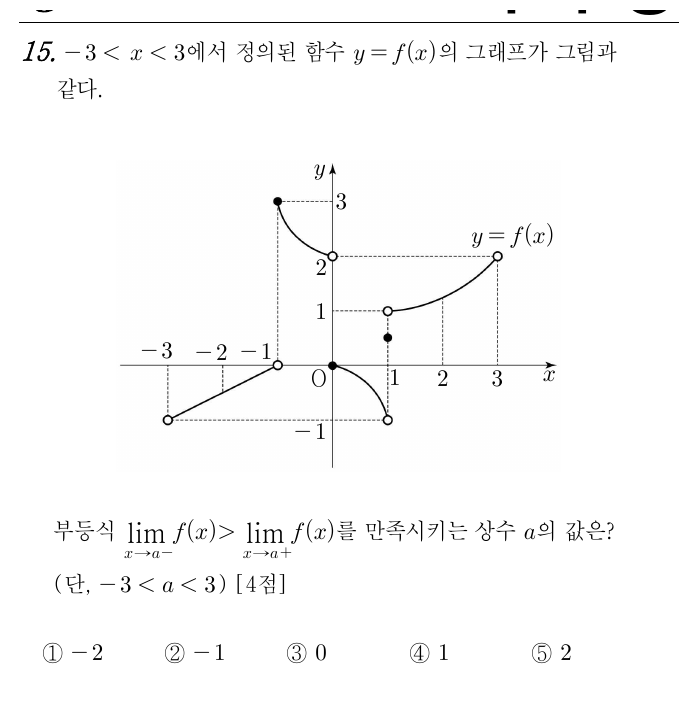 15. −3 < x < 3에서 정의된 함수 y = f(x)의 그래프가 그림과
같다.
y
3
y = f(x)
2
1
−3 −2 −1
O 1 2 3 x
−1
부등식 lim f(x) > lim f(x)를 만족시키는 상수 a의 값은?
x→a− x→a+
(단, −3 < a < 3) [4점]
① −2 ② −1 ③ 0 ④ 1 ⑤ 2